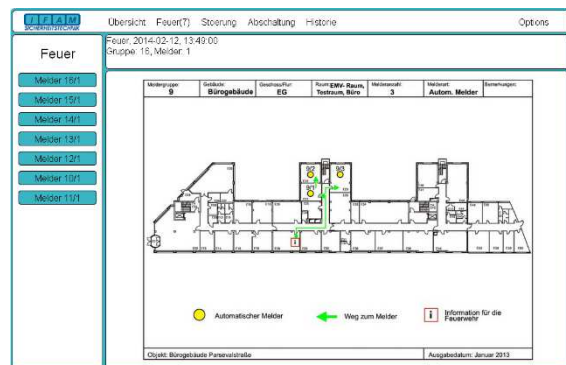 IFAM
SICHERHEITSTECHNIK
Übersicht Feuer(7) Stoerung Abschaltung Historie Options
Feuer
Feuer, 2014-02-12, 13:49:00
Gruppe: 16, Melder: 1
Melder 16/1
Melder 15/1
Melder 14/1
Melder 13/1
Melder 12/1
Melder 10/1
Melder 11/1
Meldergruppe: 9
Gebäude: Bürogebäude
Geschoss/Flur: EG
Raum: EMV- Raum, Testraum, Büro
Melderanzahl: 3
Melderart: Autom. Melder
Bemerkungen:
9/2
9/3
9/1
i
Automatischer Melder
Weg zum Melder
i
Information für die
Feuerwehr
Objekt: Bürogebäude Parsevalstraße
Ausgabedatum: Januar 2013